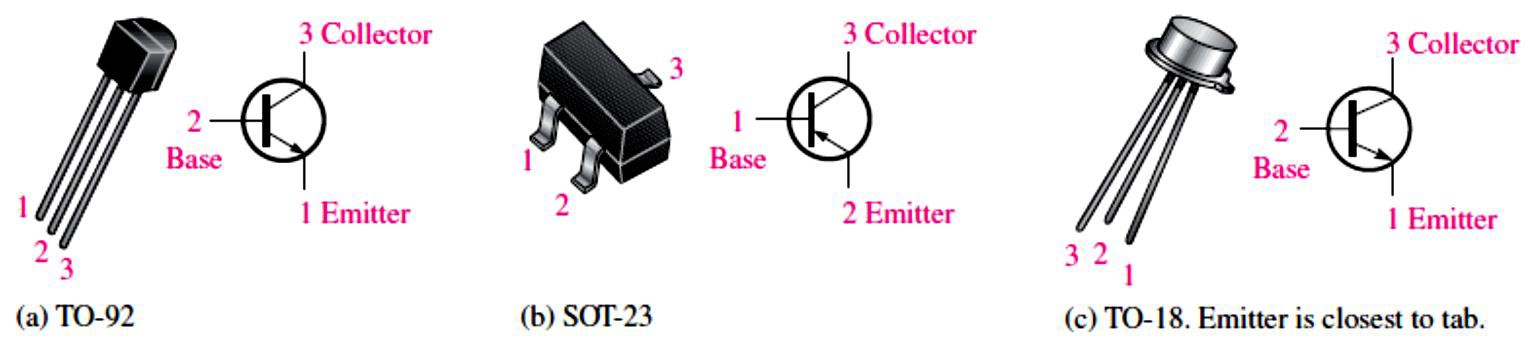 3 Collector
2
Base
1 Emitter
1
2
3
(a) TO-92
3 Collector
3
1
Base
1
2
2 Emitter
(b) SOT-23
3 Collector
2
Base
1 Emitter
3 2
1
(c) TO-18. Emitter is closest to tab.